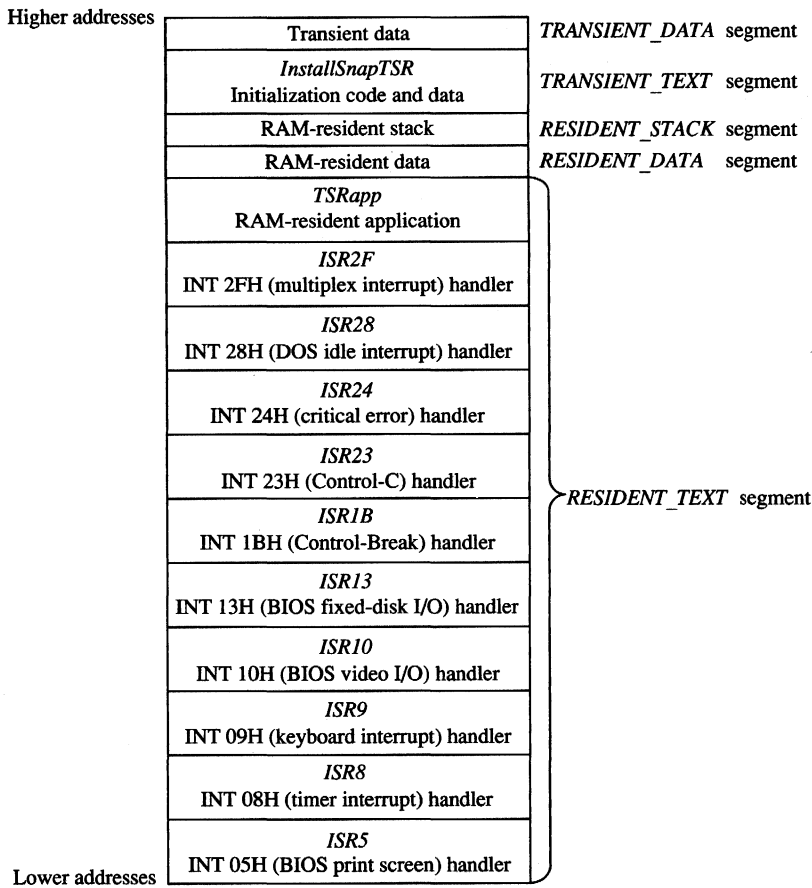 Higher addresses
Transient data
TRANSIENT_DATA segment
InstallSnapTSR
Initialization code and data
TRANSIENT_TEXT segment
RAM-resident stack
RESIDENT_STACK segment
RAM-resident data
RESIDENT_DATA segment
TSRapp
RAM-resident application
ISR2F
INT 2FH (multiplex interrupt) handler
ISR28
INT 28H (DOS idle interrupt) handler
ISR24
INT 24H (critical error) handler
ISR23
INT 23H (Control-C) handler
RESIDENT_TEXT segment
ISR1B
INT 1BH (Control-Break) handler
ISR13
INT 13H (BIOS fixed-disk I/O) handler
ISR10
INT 10H (BIOS video I/O) handler
ISR9
INT 09H (keyboard interrupt) handler
ISR8
INT 08H (timer interrupt) handler
ISR5
INT 05H (BIOS print screen) handler
Lower addresses